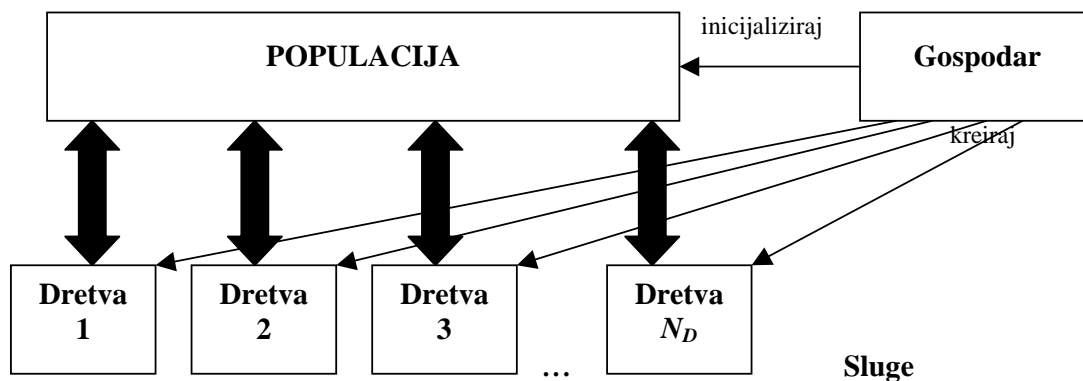 inicijaliziraj
POPULACIJA
Gospodar
kreiraj
Dretva
1
Dretva
2
Dretva
3
Dretva
N_D
…
Sluge